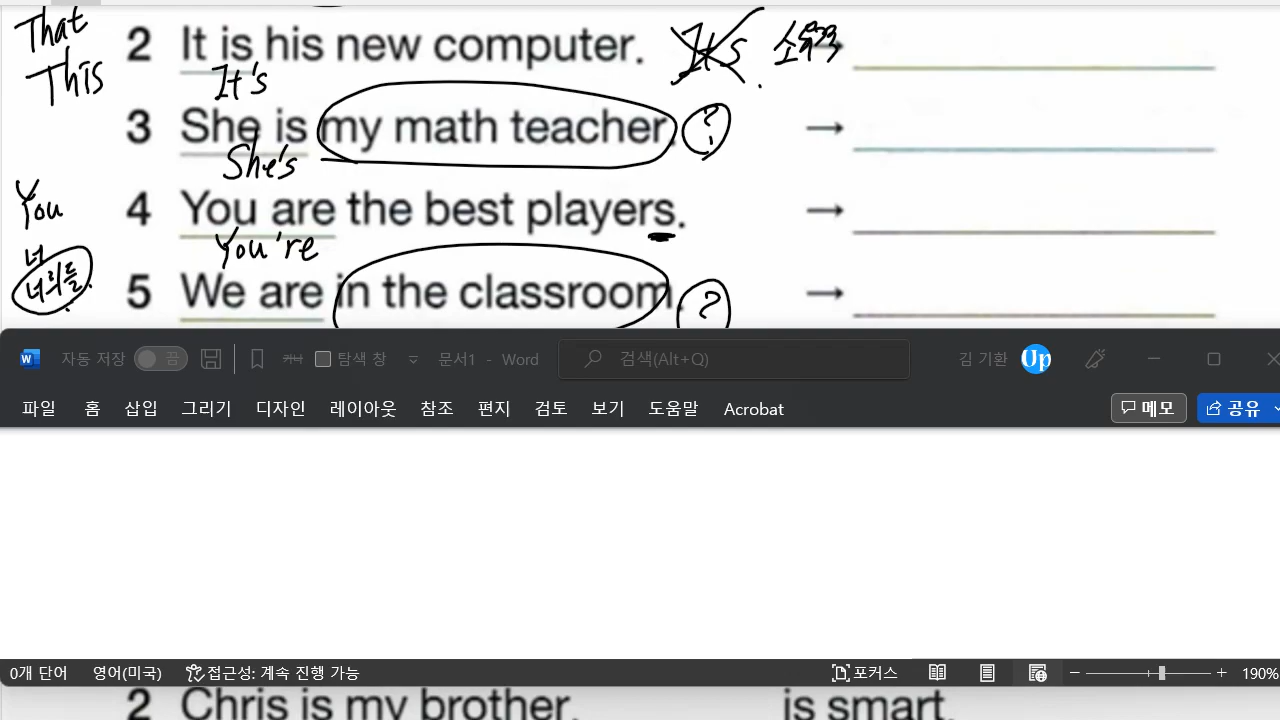 That
2 It is his new computer. It's 소유격 →
This
It's
3 She is my math teacher. ? →
She's
You 4 You are the best players. →
You're
너
너희들 5 We are in the classroom. ? →
자동 저장 끔 가나 탐색 창 문서1 - Word 검색(Alt+Q) 김 기환 Up
파일 홈 삽입 그리기 디자인 레이아웃 참조 편지 검토 보기 도움말 Acrobat 메모 공유
0개 단어 영어(미국) 접근성: 계속 진행 가능 포커스 190%
2 Chris is my brother. is smart.